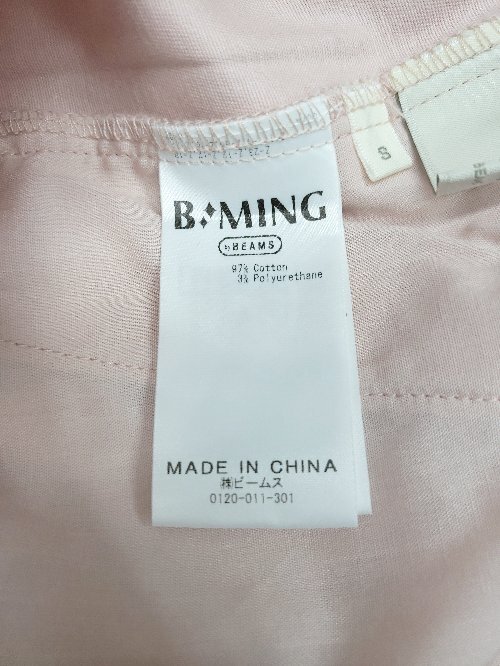 B♦♦MING
by BEAMS
97% Cotton
3% Polyurethane
MADE IN CHINA
㈱ビームス
0120-011-301
S